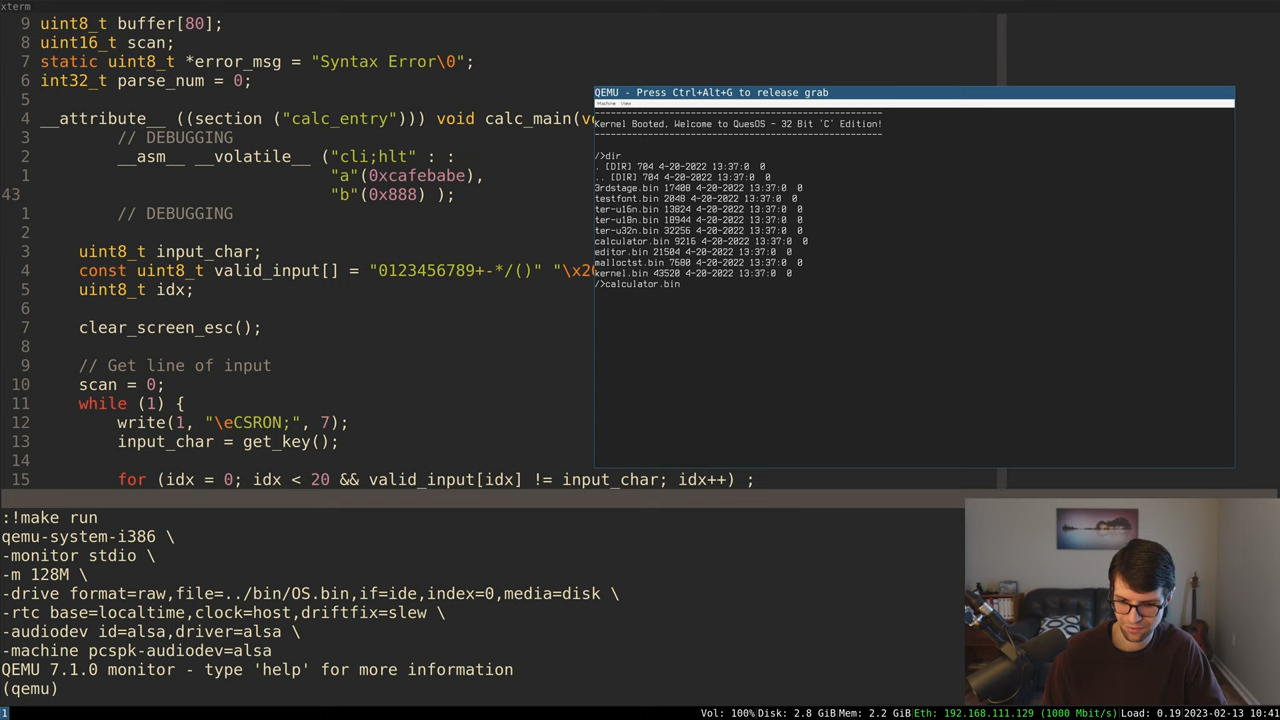 xterm
9 uint8_t buffer[80];
8 uint16_t scan;
7 static uint8_t *error_msg = "Syntax Error\0";
6 int32_t parse_num = 0;
5
4 __attribute__ ((section ("calc_entry"))) void calc_main(v
3 // DEBUGGING
2 __asm__ __volatile__ ("cli;hlt" : :
1 "a"(0xcafebabe),
43 "b"(0x888) );
1 // DEBUGGING
2
3 uint8_t input_char;
4 const uint8_t valid_input[] = "0123456789+-*/()" "\x20
5 uint8_t idx;
6
7 clear_screen_esc();
8
9 // Get line of input
10 scan = 0;
11 while (1) {
12 write(1, "\eCSRON;", 7);
13 input_char = get_key();
14
15 for (idx = 0; idx < 20 && valid_input[idx] != input_char; idx++) ;
QEMU - Press Ctrl+Alt+G to release grab
Machine View
--------------------------------------------------
Kernel Booted, Welcome to QuesOS - 32 Bit 'C' Edition!
--------------------------------------------------
/>dir
. [DIR] 704 4-20-2022 13:37:0 0
.. [DIR] 704 4-20-2022 13:37:0 0
3rdstage.bin 17408 4-20-2022 13:37:0 0
testfont.bin 2048 4-20-2022 13:37:0 0
ter-u16n.bin 13824 4-20-2022 13:37:0 0
ter-u18n.bin 18944 4-20-2022 13:37:0 0
ter-u32n.bin 32256 4-20-2022 13:37:0 0
calculator.bin 9216 4-20-2022 13:37:0 0
editor.bin 21504 4-20-2022 13:37:0 0
malloctst.bin 7680 4-20-2022 13:37:0 0
kernel.bin 43520 4-20-2022 13:37:0 0
/>calculator.bin
:!make run
qemu-system-i386 \
-monitor stdio \
-m 128M \
-drive format=raw,file=../bin/OS.bin,if=ide,index=0,media=disk \
-rtc base=localtime,clock=host,driftfix=slew \
-audiodev id=alsa,driver=alsa \
-machine pcspk-audiodev=alsa
QEMU 7.1.0 monitor - type 'help' for more information
(qemu)
1 Vol: 100% Disk: 2.8 GiB Mem: 2.2 GiB Eth: 192.168.111.129 (1000 Mbit/s) Load: 0.19 2023-02-13 10:41